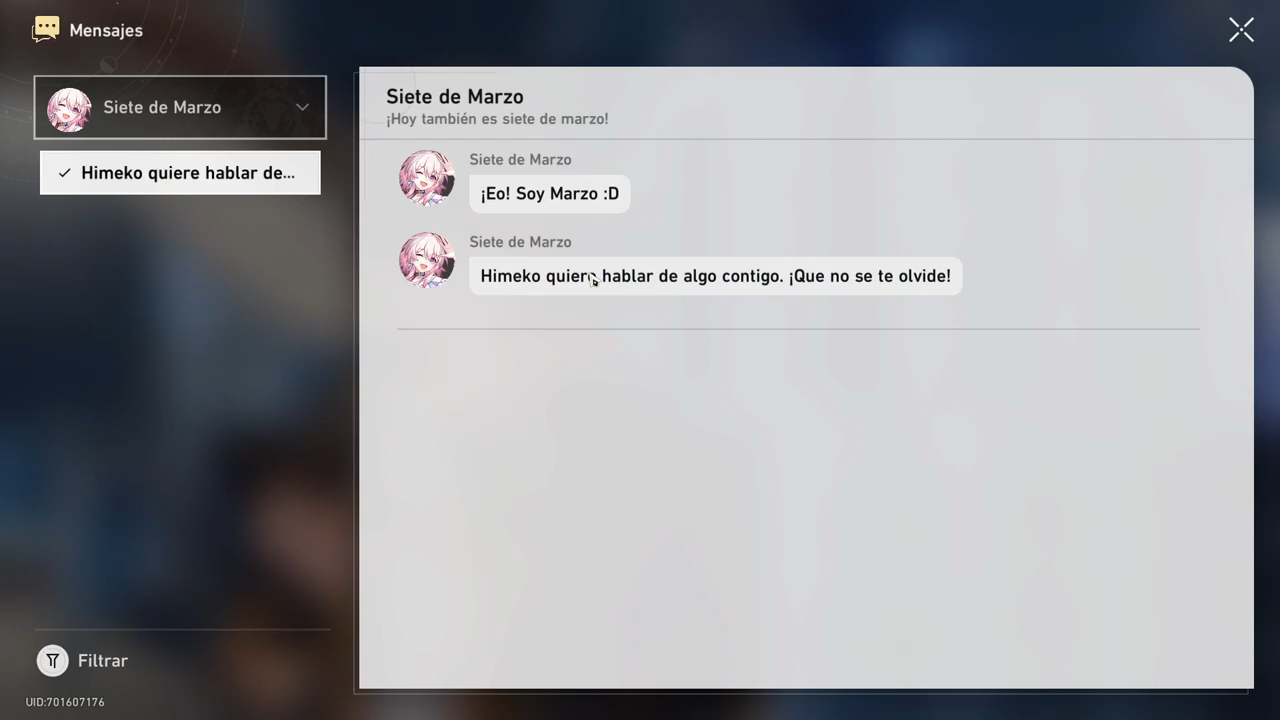 Mensajes
Siete de Marzo
Himeko quiere hablar de...
Siete de Marzo
¡Hoy también es siete de marzo!
Siete de Marzo
¡Eo! Soy Marzo :D
Siete de Marzo
Himeko quiere hablar de algo contigo. ¡Que no se te olvide!
Filtrar
UID:701607176